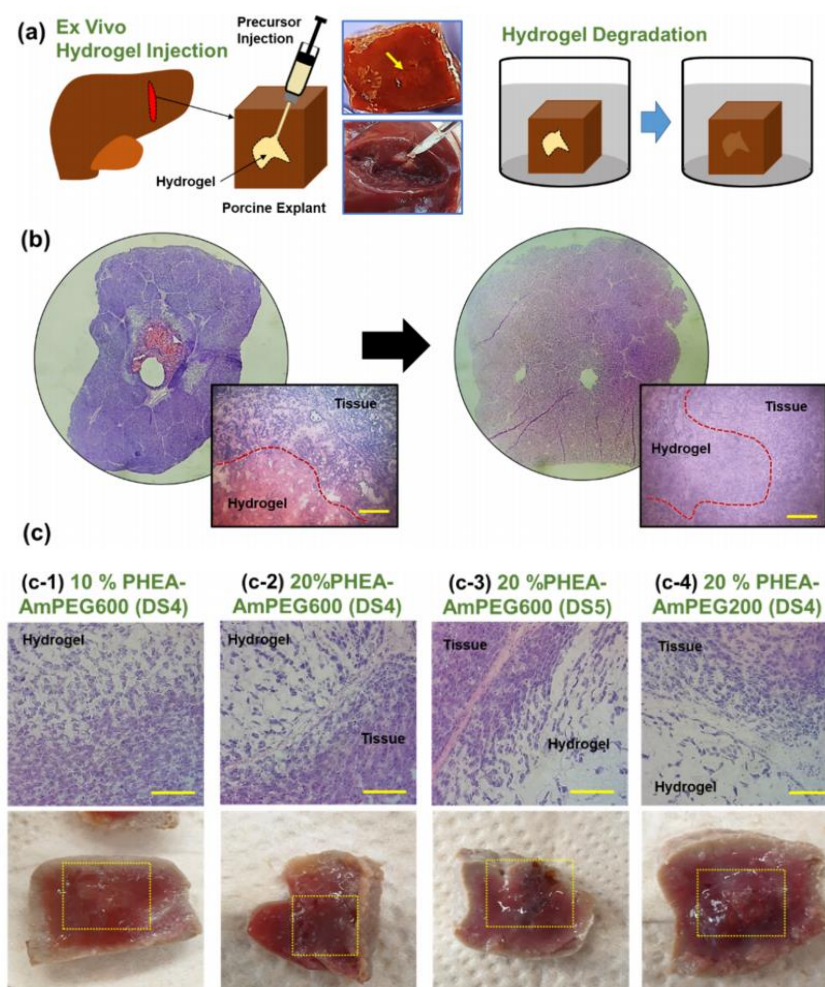 (a)
Ex Vivo
Hydrogel Injection
Precursor
Injection
Hydrogel
Porcine Explant
Hydrogel Degradation
(b)
Tissue
Hydrogel
Tissue
Hydrogel
(c)
(c-1) 10 % PHEA-
AmPEG600 (DS4)
(c-2) 20%PHEA-
AmPEG600 (DS4)
(c-3) 20 %PHEA-
AmPEG600 (DS5)
(c-4) 20 % PHEA-
AmPEG200 (DS4)
Hydrogel
Hydrogel
Tissue
Tissue
Hydrogel
Tissue
Hydrogel